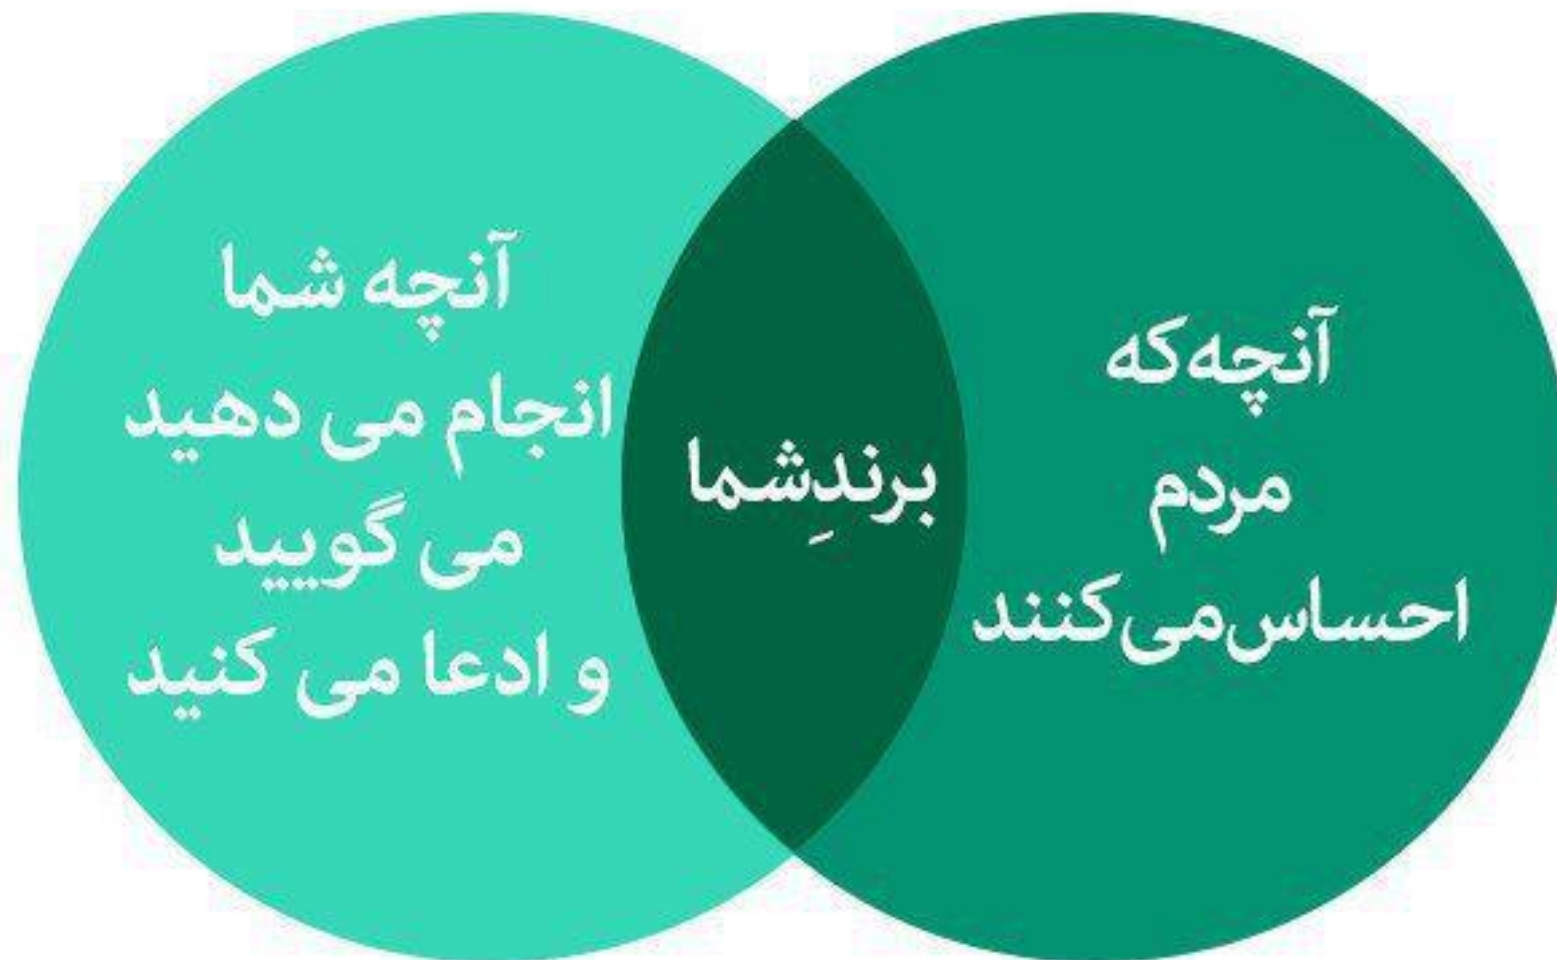 آنچه که
مردم
احساس‌می‌کنند
برندِشما
آنچه شما
انجام می دهید
می گویید
و ادعا می کنید